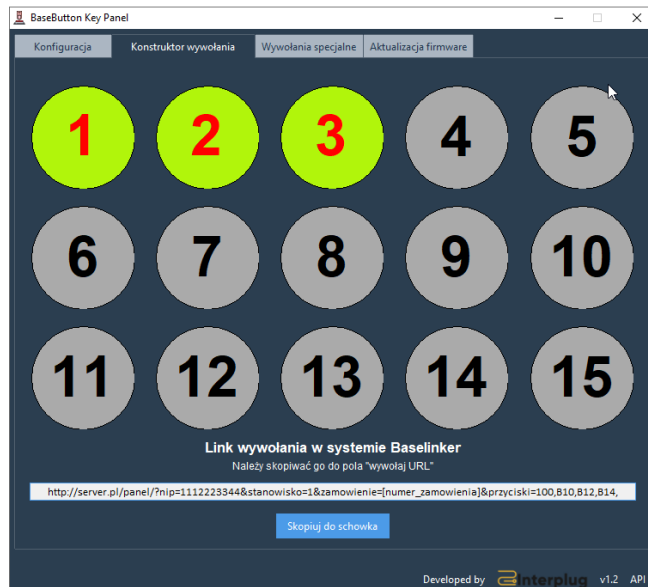 BaseButton Key Panel
Konfiguracja Konstruktor wywołania Wywołania specjalne Aktualizacja firmware
1 2 3 4 5
6 7 8 9 10
11 12 13 14 15
Link wywołania w systemie Baselinker
Należy skopiwać go do pola "wywołaj URL"
http://server.pl/panel/?nip=1112223344&stanowisko=1&zamowienie=[numer_zamowienia]&przyciski=100,B10,B12,B14,
Skopiuj do schowka
Developed by Interplug v1.2 API